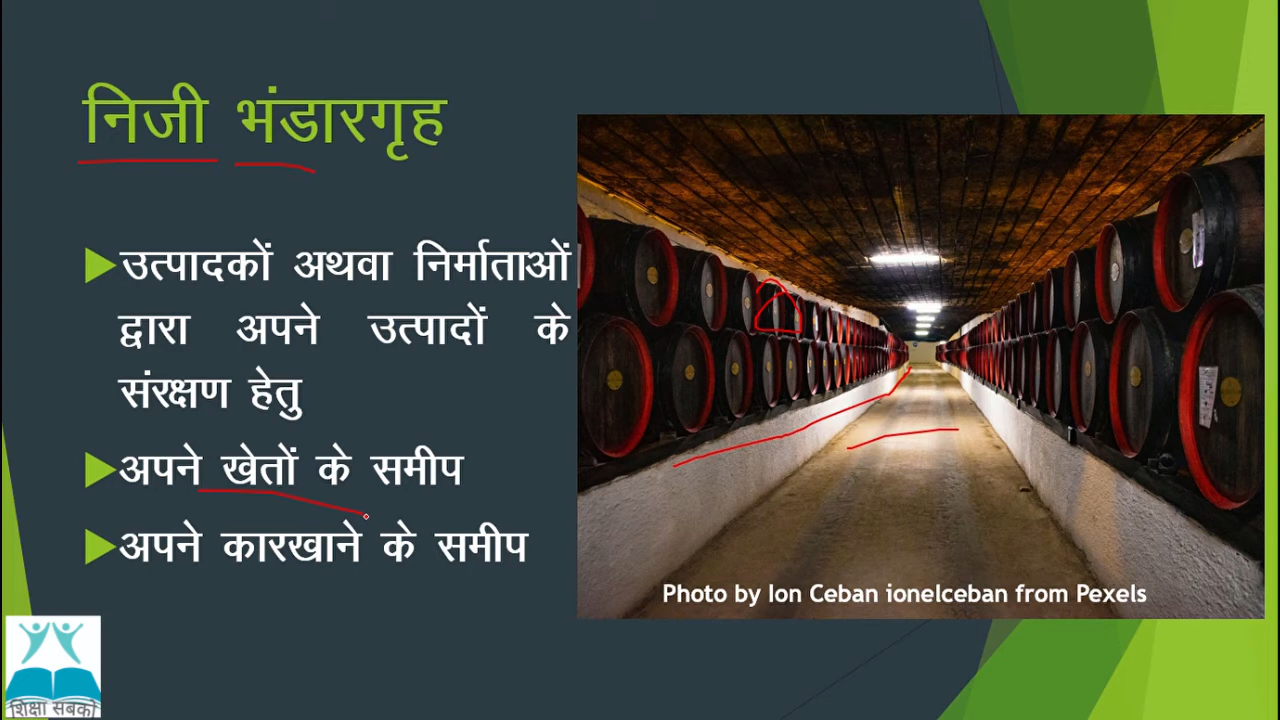 निजी भंडारगृह
उत्पादकों अथवा निर्माताओं
द्वारा अपने उत्पादों के
संरक्षण हेतु
अपने खेतों के समीप
अपने कारखाने के समीप
Photo by Ion Ceban ionelceban from Pexels
शिक्षा सबको